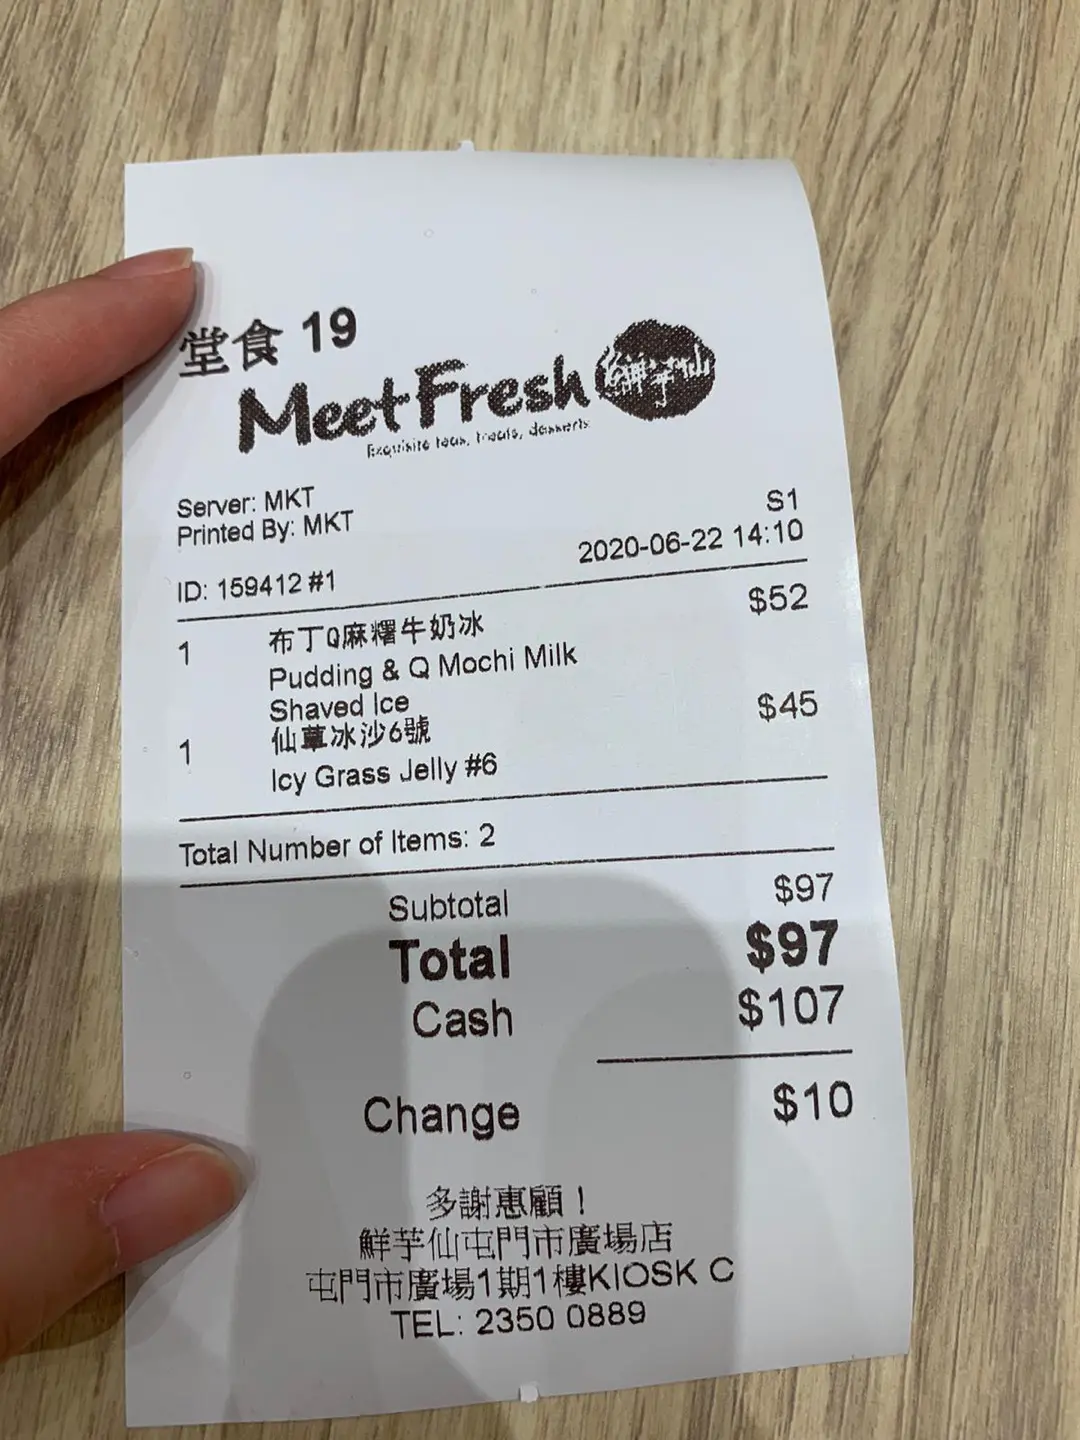 堂食 19
Meet Fresh 鮮芋仙
Exquisite teas, treats, desserts
Server: MKT
Printed By: MKT
S1
ID: 159412 #1
2020-06-22 14:10
1 布丁Q麻糬牛奶冰 $52
Pudding & Q Mochi Milk
Shaved Ice
1 仙草冰沙6號 $45
Icy Grass Jelly #6
Total Number of Items: 2
Subtotal $97
Total $97
Cash $107
Change $10
多謝惠顧！
鮮芋仙屯門市廣場店
屯門市廣場1期1樓KIOSK C
TEL: 2350 0889